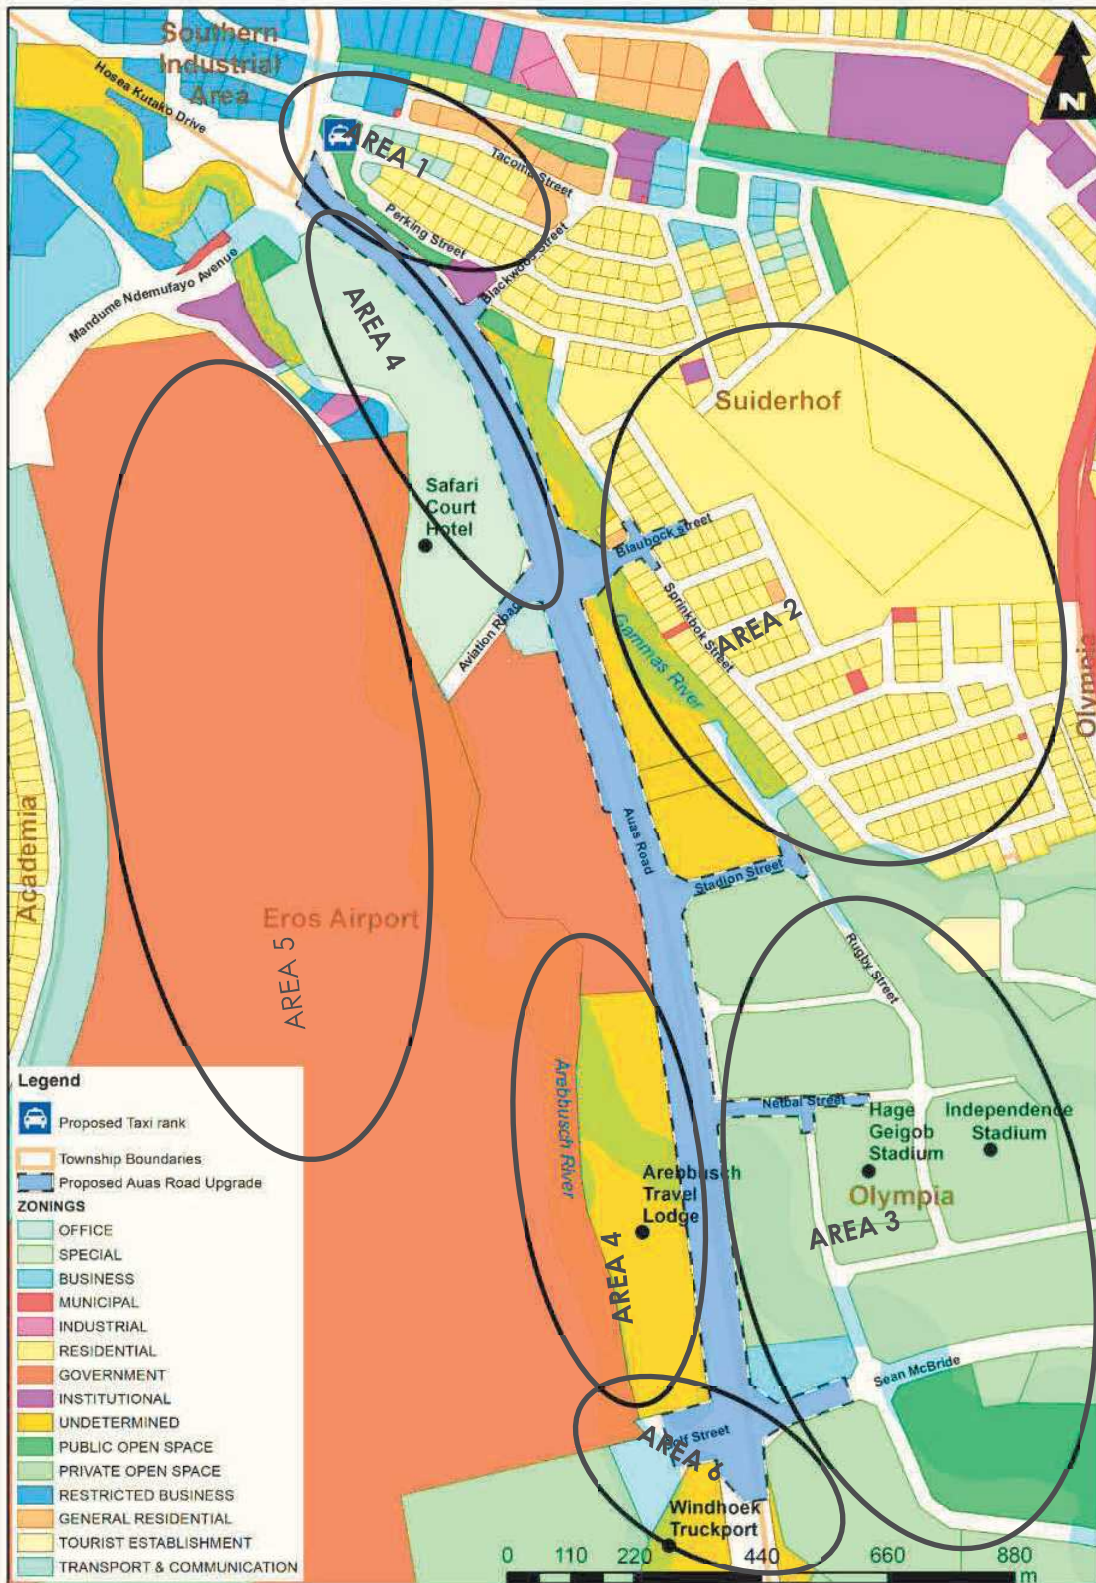 Southern
Industrial
Area
Hosea Kutako Drive
N
AREA 1
Tacoma Street
Perking Street
Blackwood Street
Mandume Ndemufayo Avenue
AREA 4
Suiderhof
Safari
Court
Hotel
Blaubock street
Sprinkbok Street
AREA 2
Aviation Road
Gammas River
Olympia
Auas Road
Academia
Stadion Street
Eros Airport
AREA 5
Rugby Street
Arebbusch River
Netbal Street
Hage
Geigob
Stadium
Independence
Stadium
Arebbusch
Travel
Lodge
Olympia
AREA 3
AREA 4
Sean McBride
Golf Street
AREA 6
Windhoek
Truckport
Legend
Proposed Taxi rank
Township Boundaries
Proposed Auas Road Upgrade
ZONINGS
OFFICE
SPECIAL
BUSINESS
MUNICIPAL
INDUSTRIAL
RESIDENTIAL
GOVERNMENT
INSTITUTIONAL
UNDETERMINED
PUBLIC OPEN SPACE
PRIVATE OPEN SPACE
RESTRICTED BUSINESS
GENERAL RESIDENTIAL
TOURIST ESTABLISHMENT
TRANSPORT & COMMUNICATION
0 110 220 440 660 880
m